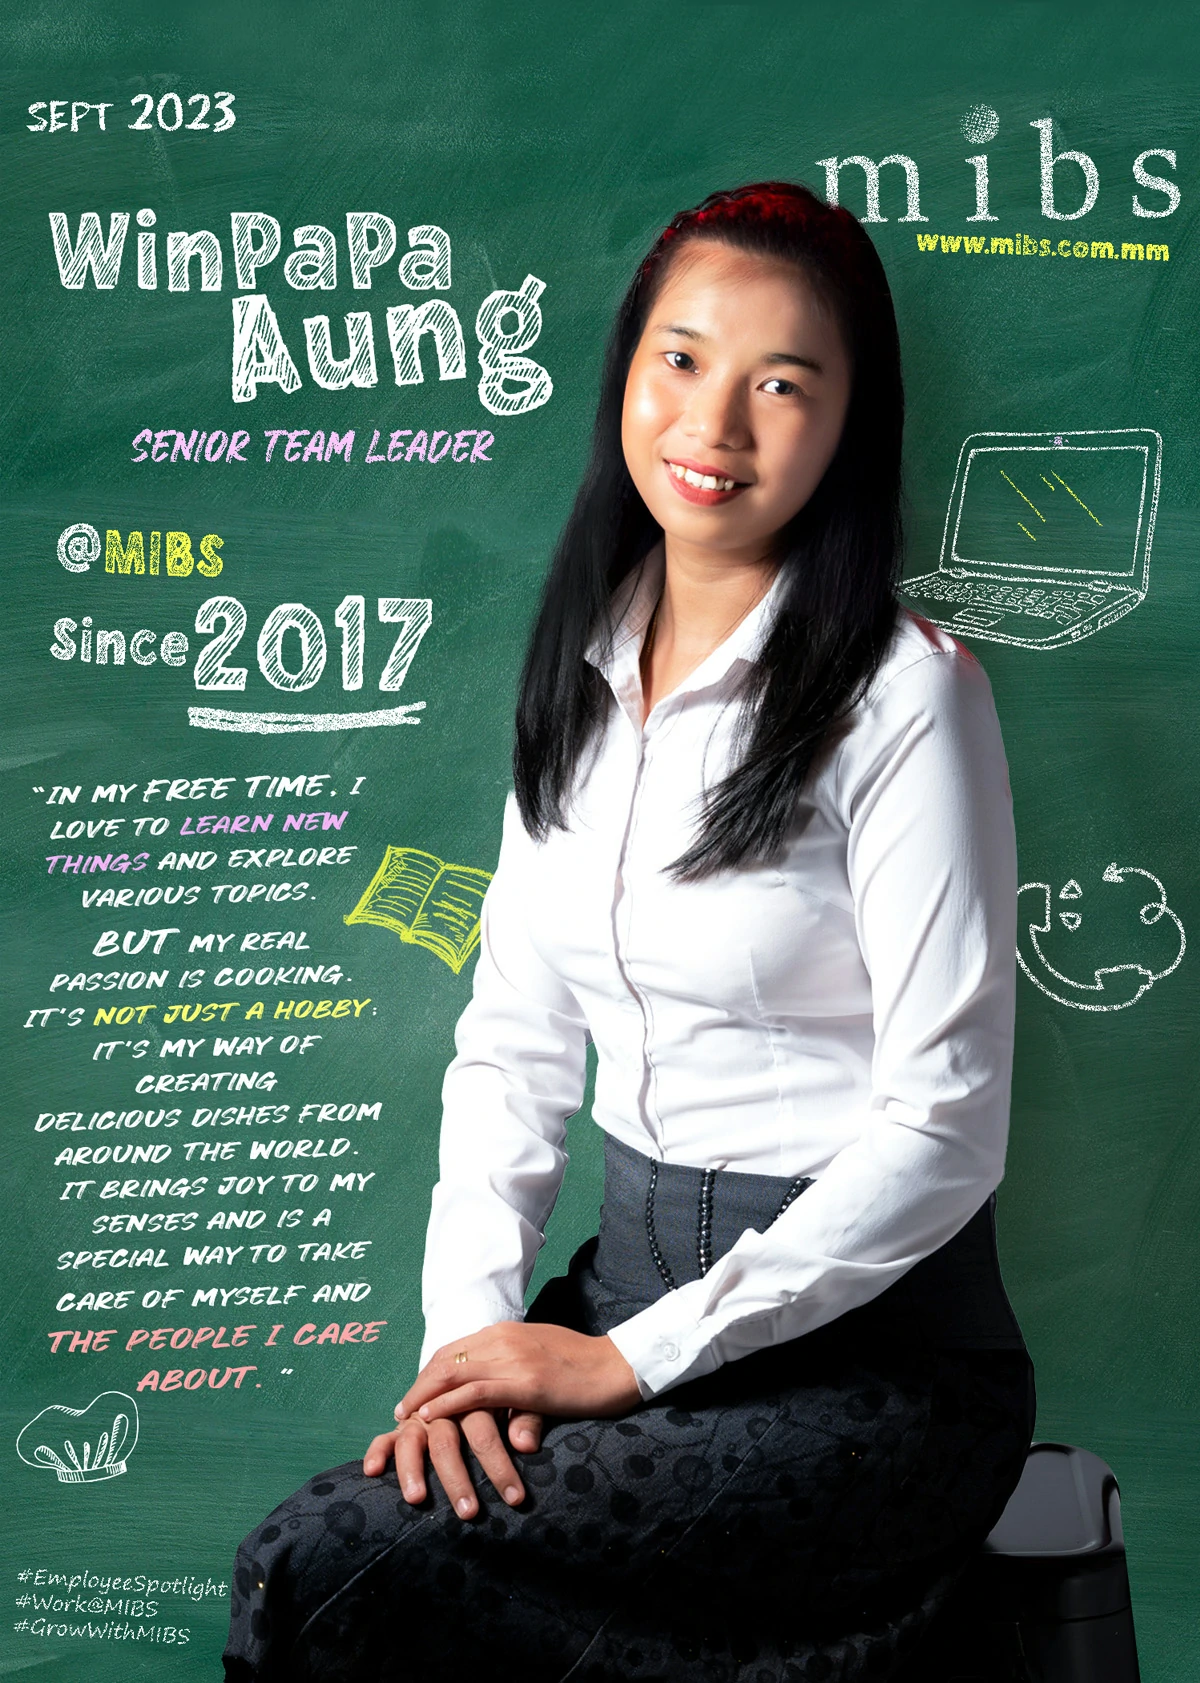 SEPT 2023
mibs
www.mibs.com.mm
WinPaPa
Aung
SENIOR TEAM LEADER
@MIBS
Since 2017
“IN MY FREE TIME, I
LOVE TO LEARN NEW
THINGS AND EXPLORE
VARIOUS TOPICS.
BUT MY REAL
PASSION IS COOKING.
IT'S NOT JUST A HOBBY;
IT'S MY WAY OF
CREATING
DELICIOUS DISHES FROM
AROUND THE WORLD.
IT BRINGS JOY TO MY
SENSES AND IS A
SPECIAL WAY TO TAKE
CARE OF MYSELF AND
THE PEOPLE I CARE
ABOUT. ”
#EmployeeSpotlight
#Work@MIBS
#GrowWithMIBS